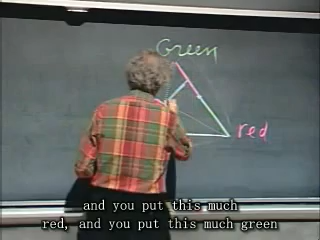 Green
red
and you put this much
red, and you put this much green